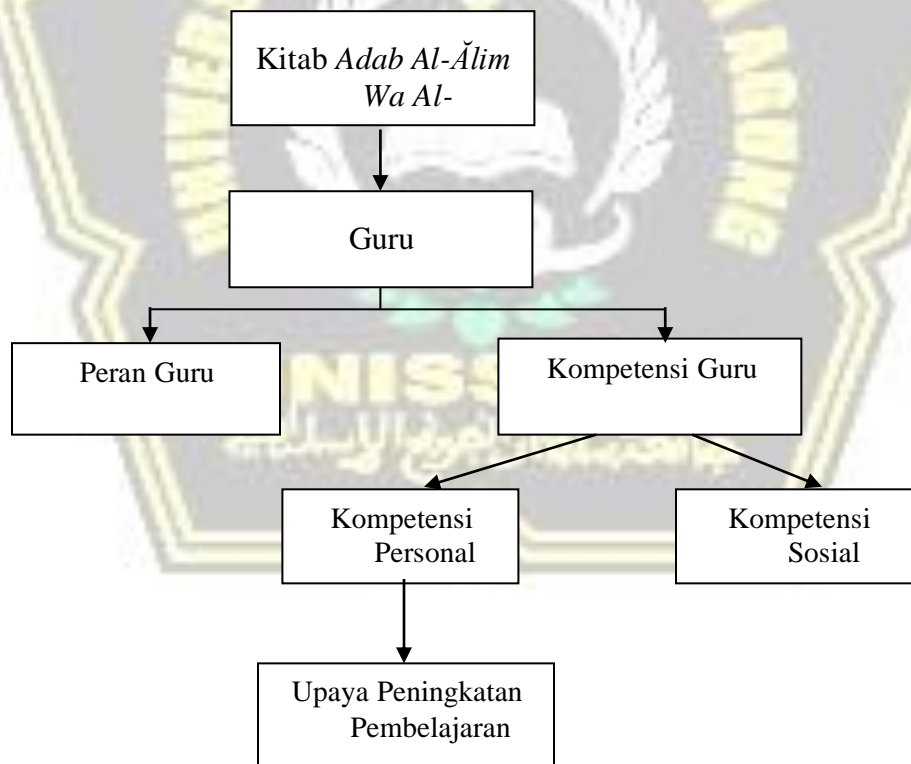 Kitab Adab Al-Ălim
Wa Al-
Guru
Peran Guru
Kompetensi Guru
Kompetensi
Personal
Kompetensi
Sosial
Upaya Peningkatan
Pembelajaran